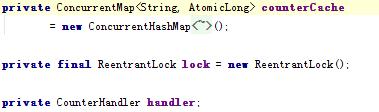 private ConcurrentMap<String, AtomicLong> counterCache
= new ConcurrentHashMap<~>();
private final ReentrantLock lock = new ReentrantLock();
private CounterHandler handler;